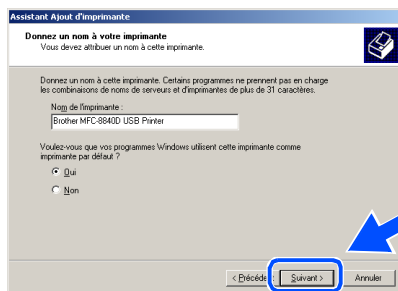 Assistant Ajout d'imprimante
Donnez un nom à votre imprimante
Vous devez attribuer un nom à cette imprimante.
Donnez un nom à cette imprimante. Certains programmes ne prennent pas en charge
les combinaisons de noms de serveurs et d'imprimantes de plus de 31 caractères.
Nom de l'imprimante :
Brother MFC-8840D USB Printer
Voulez-vous que vos programmes Windows utilisent cette imprimante comme
imprimante par défaut ?
Oui
Non
< Précéde Suivant > Annuler